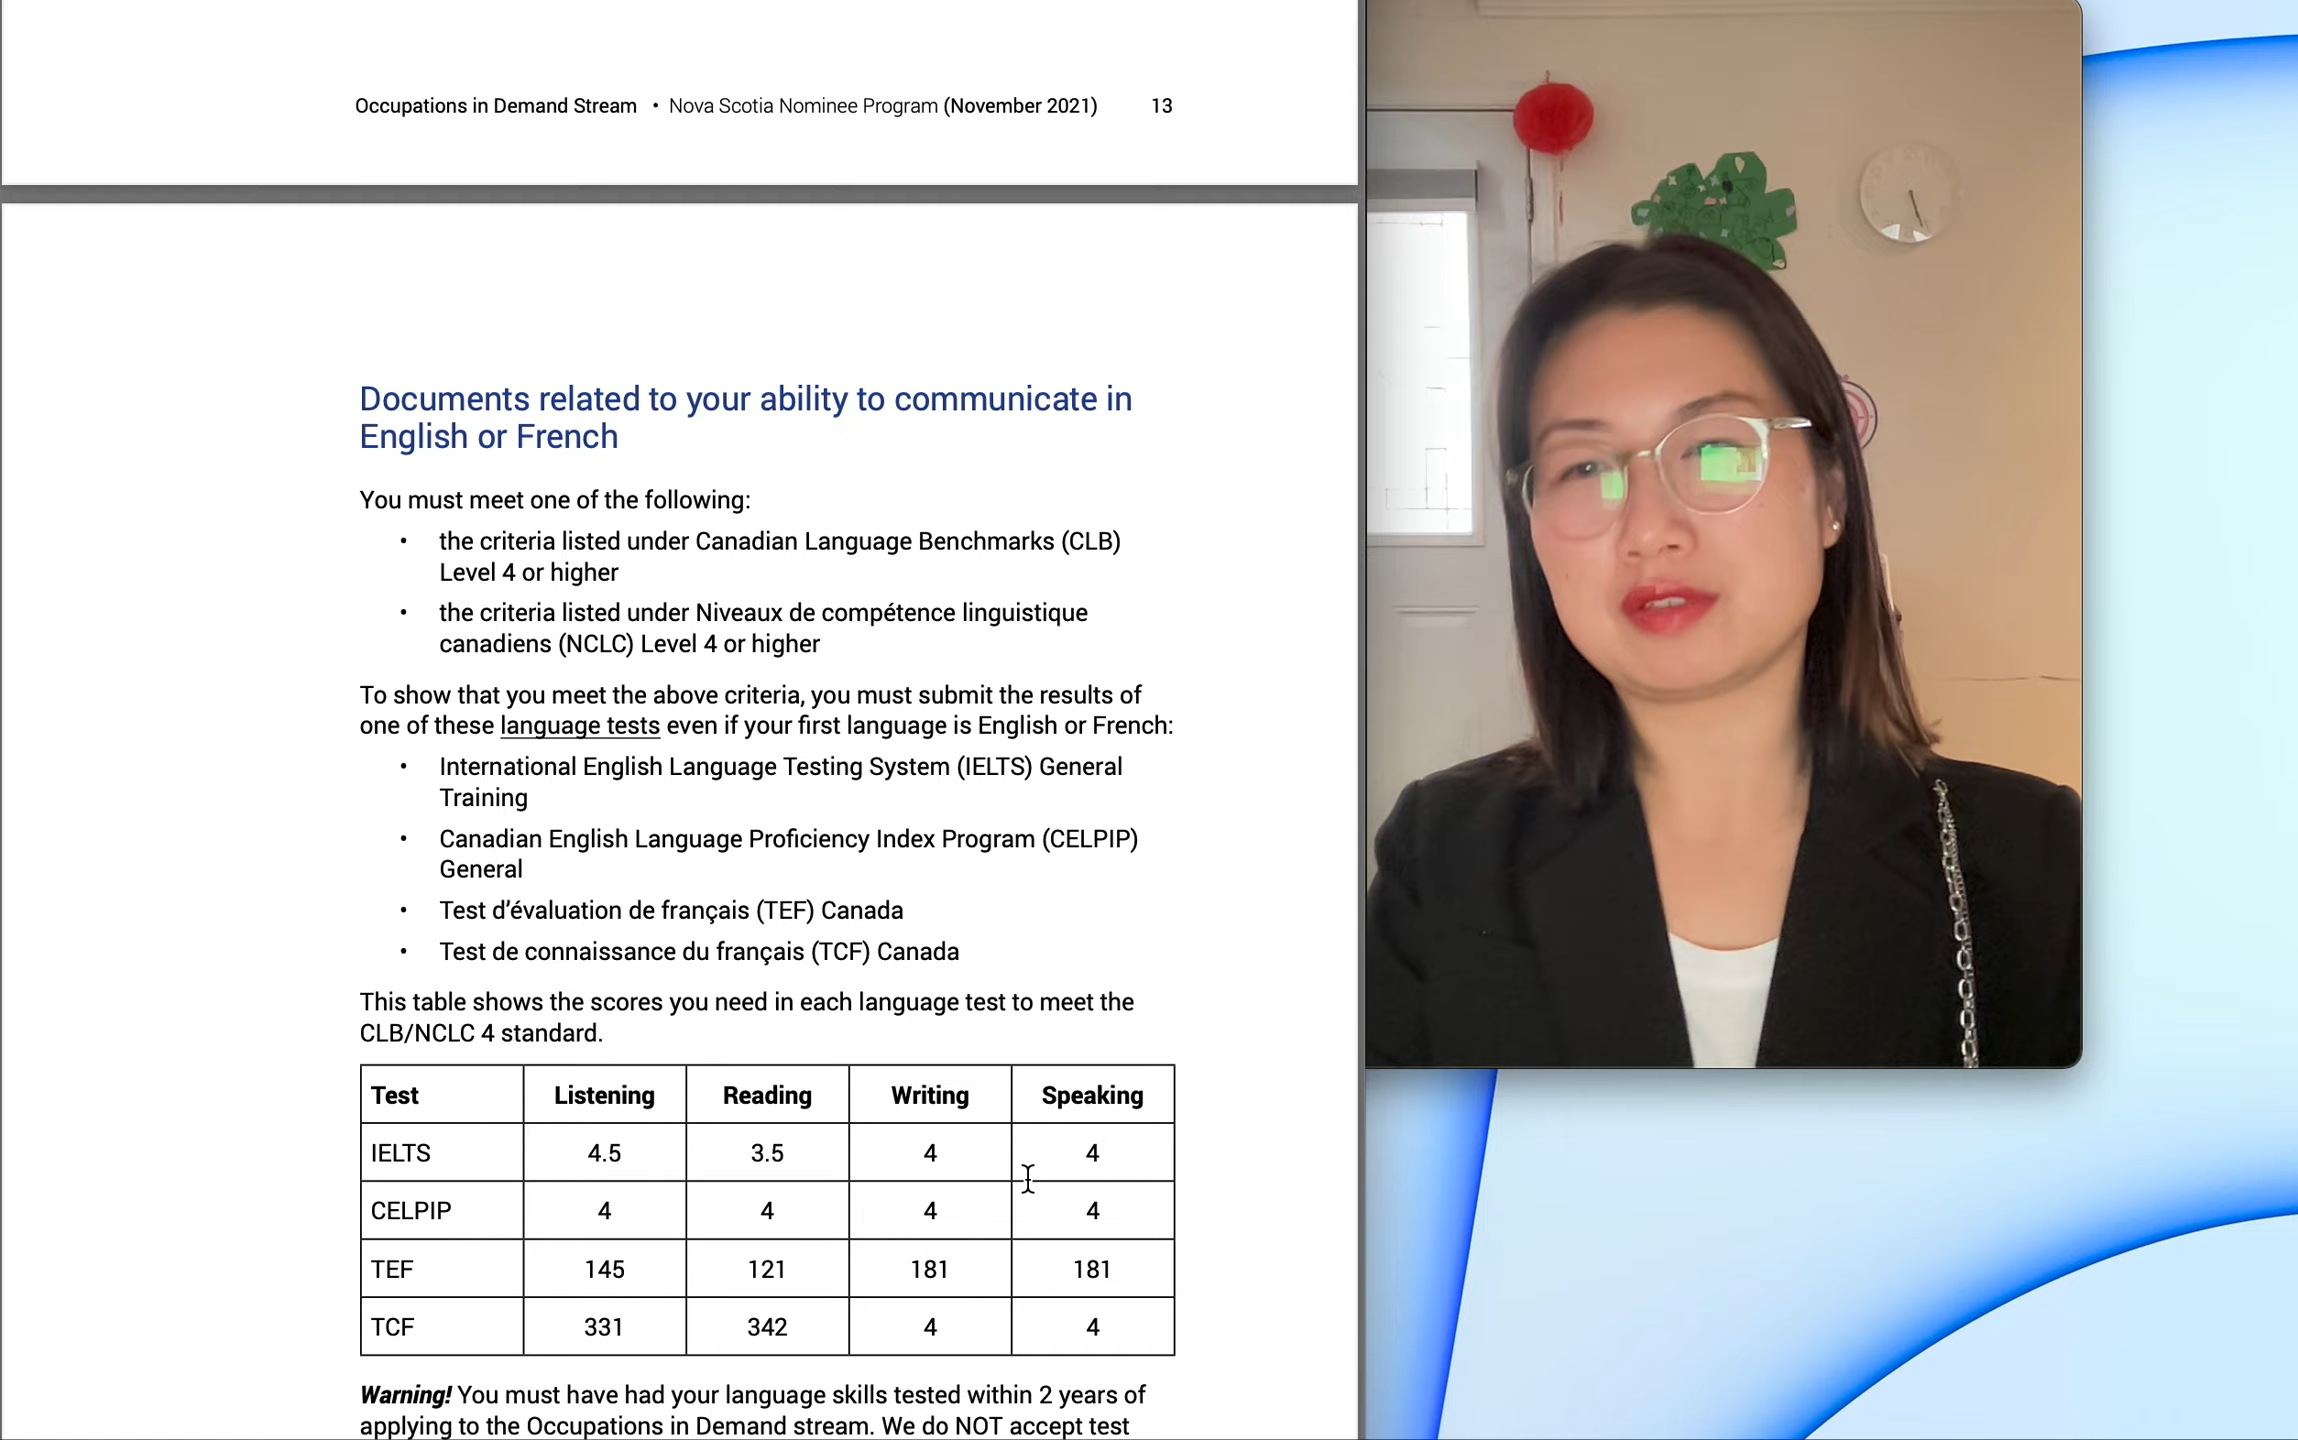 Occupations in Demand Stream • Nova Scotia Nominee Program (November 2021) 13
Documents related to your ability to communicate in
English or French
You must meet one of the following:
• the criteria listed under Canadian Language Benchmarks (CLB)
Level 4 or higher
• the criteria listed under Niveaux de compétence linguistique
canadiens (NCLC) Level 4 or higher
To show that you meet the above criteria, you must submit the results of
one of these language tests even if your first language is English or French:
• International English Language Testing System (IELTS) General
Training
• Canadian English Language Proficiency Index Program (CELPIP)
General
• Test d’évaluation de français (TEF) Canada
• Test de connaissance du français (TCF) Canada
This table shows the scores you need in each language test to meet the
CLB/NCLC 4 standard.
Test Listening Reading Writing Speaking
IELTS 4.5 3.5 4 4
CELPIP 4 4 4 4
TEF 145 121 181 181
TCF 331 342 4 4
Warning! You must have had your language skills tested within 2 years of
applying to the Occupations in Demand stream. We do NOT accept test